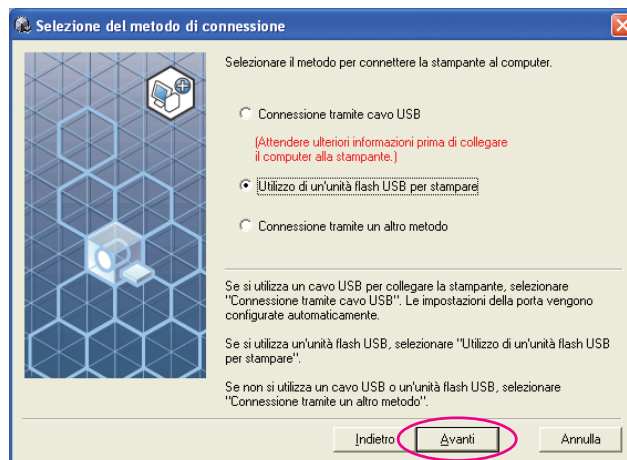 Selezione del metodo di connessione
Selezionare il metodo per connettere la stampante al computer.
Connessione tramite cavo USB
(Attendere ulteriori informazioni prima di collegare
il computer alla stampante.)
Utilizzo di un'unità flash USB per stampare
Connessione tramite un altro metodo
Se si utilizza un cavo USB per collegare la stampante, selezionare
"Connessione tramite cavo USB". Le impostazioni della porta vengono
configurate automaticamente.
Se si utilizza un'unità flash USB, selezionare "Utilizzo di un'unità flash USB
per stampare".
Se non si utilizza un cavo USB o un'unità flash USB, selezionare
"Connessione tramite un altro metodo".
Indietro Avanti Annulla